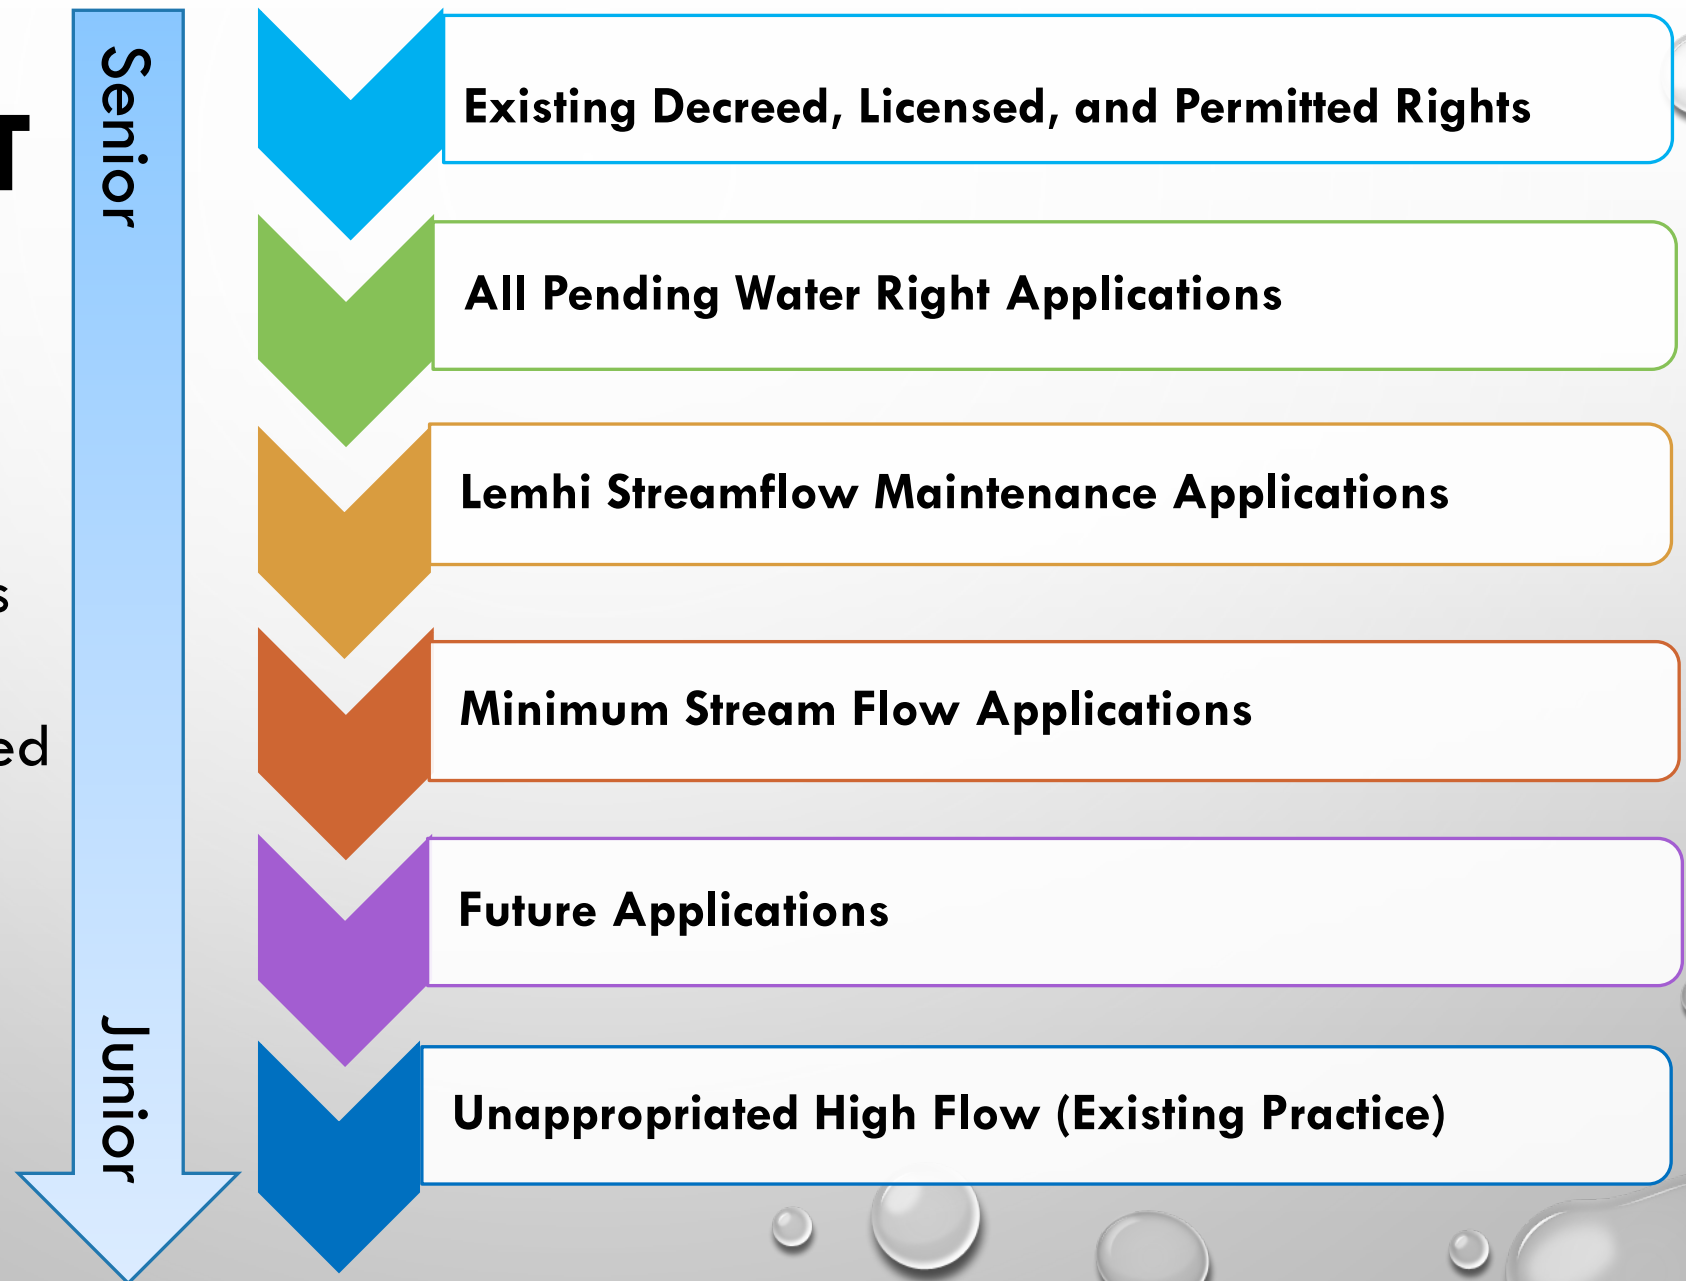 T
s
ed
Senior
Junior
Existing Decreed, Licensed, and Permitted Rights
All Pending Water Right Applications
Lemhi Streamflow Maintenance Applications
Minimum Stream Flow Applications
Future Applications
Unappropriated High Flow (Existing Practice)